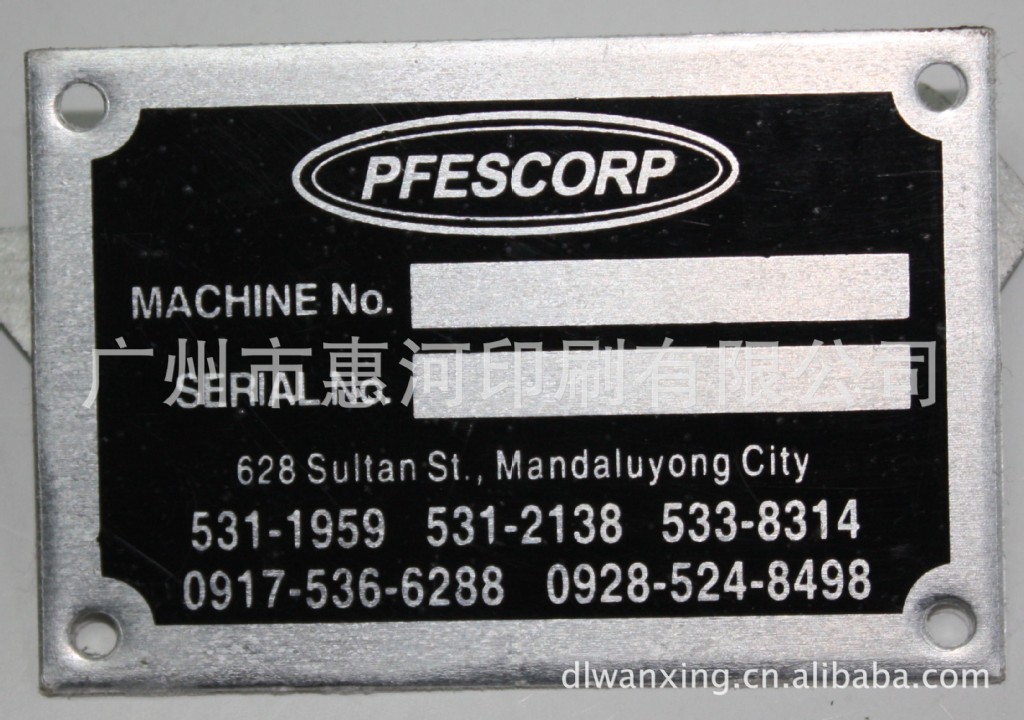 PFESCORP
MACHINE No.
广州市惠河印刷有限公司
SERIAL NO.
628 Sultan St., Mandaluyong City
531-1959 531-2138 533-8314
0917-536-6288 0928-524-8498
dlwanxing.cn.alibaba.com